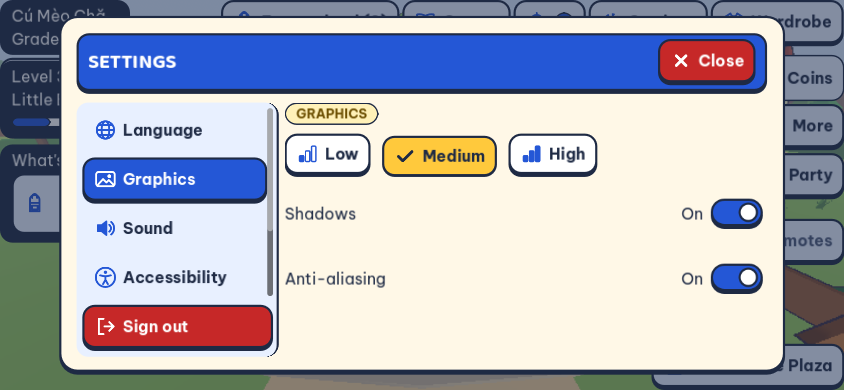 Cú Mèo Chă
Grade
Level
Little
What's
rdrobe
Coins
More
Party
motes
Plaza
SETTINGS
Close
Language
Graphics
Sound
Accessibility
Sign out
GRAPHICS
Low
Medium
High
Shadows
On
Anti-aliasing
On